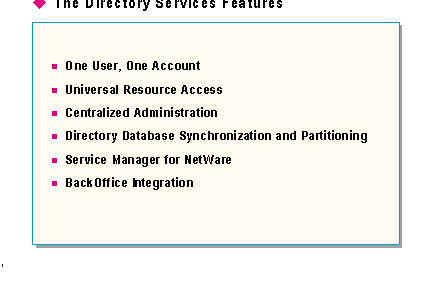 The Directory Services Features
One User, One Account
Universal Resource Access
Centralized Administration
Directory Database Synchronization and Partitioning
Service Manager for NetWare
BackOffice Integration